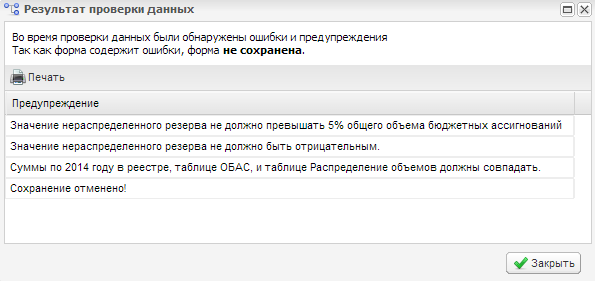 Результат проверки данных
Во время проверки данных были обнаружены ошибки и предупреждения
Так как форма содержит ошибки, форма не сохранена.
Печать
Предупреждение
Значение нераспределенного резерва не должно превышать 5% общего объема бюджетных ассигнований
Значение нераспределенного резерва не должно быть отрицательным.
Суммы по 2014 году в реестре, таблице ОБАС, и таблице Распределение объемов должны совпадать.
Сохранение отменено!
Закрыть